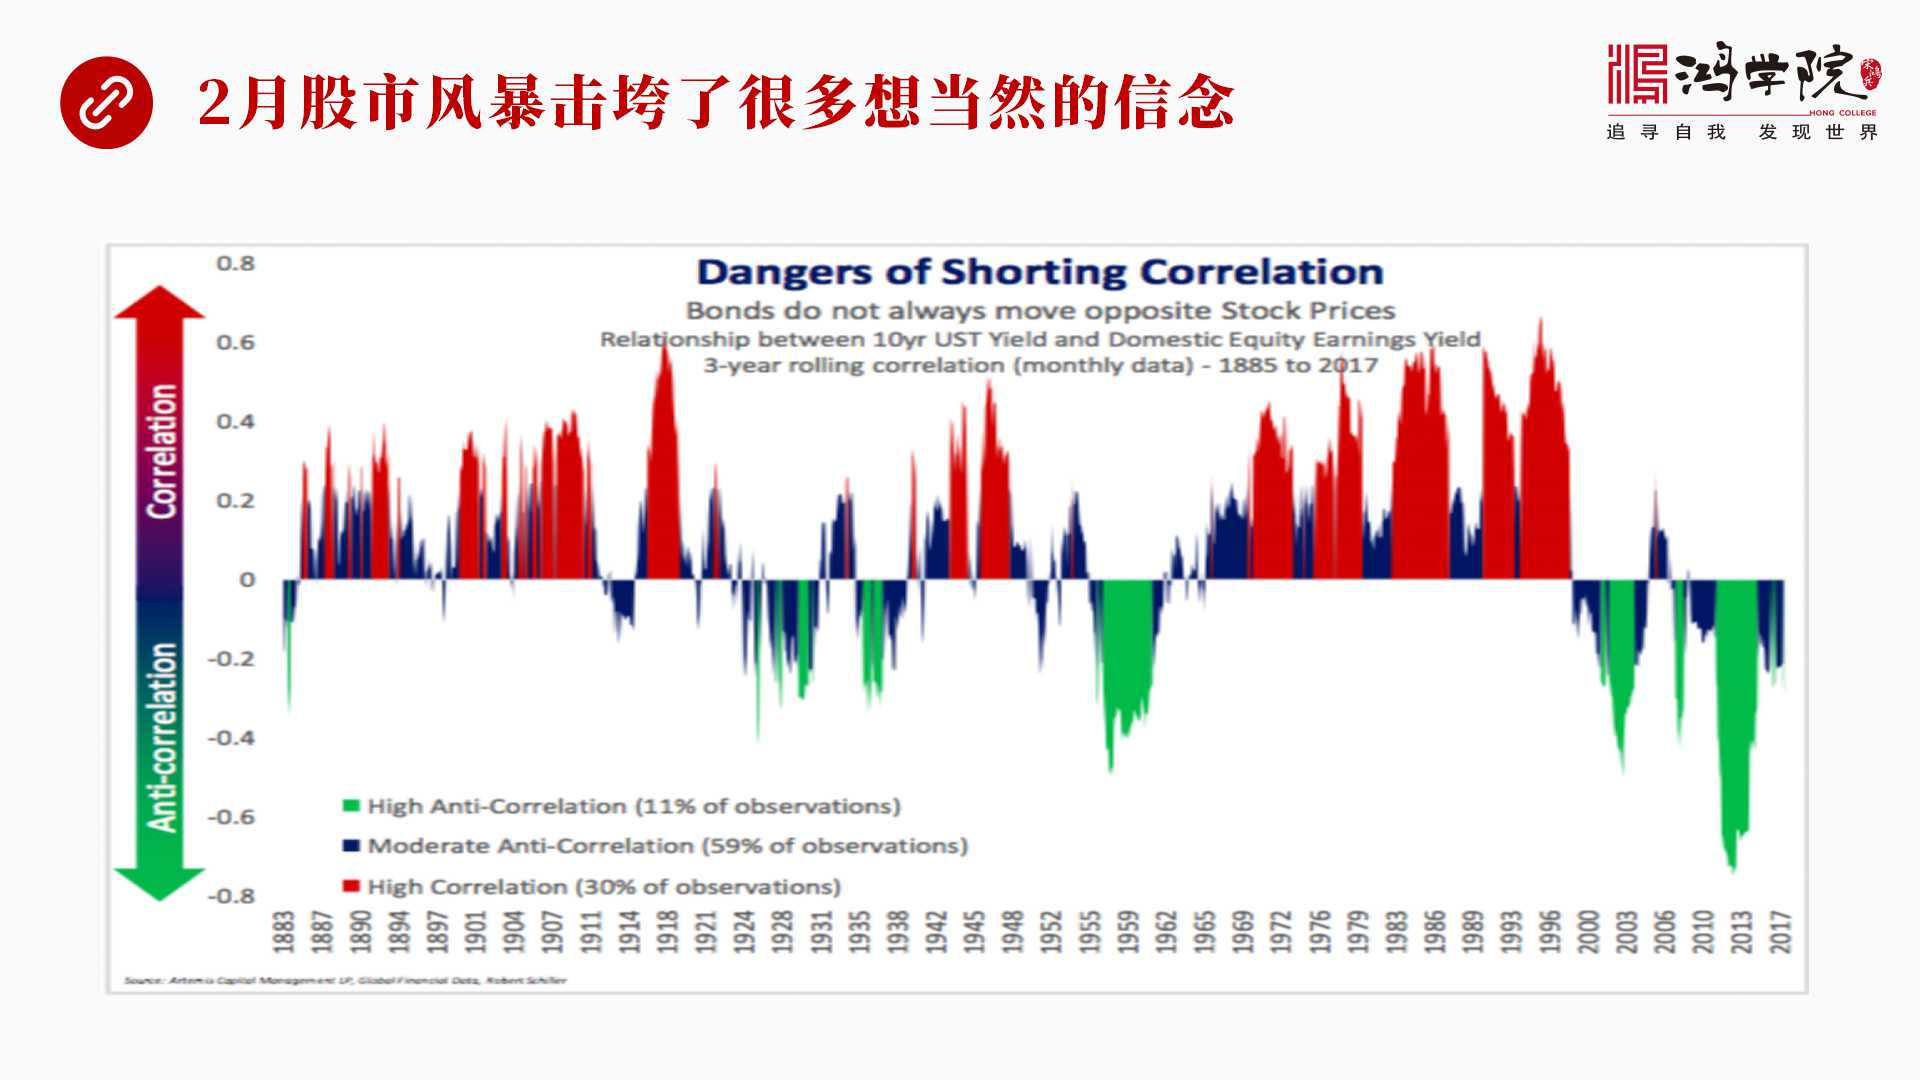 2月股市风暴击垮了很多想当然的信念
鸿学院
宋鸿兵
HONG COLLEGE
追寻自我 发现世界
Dangers of Shorting Correlation
Bonds do not always move opposite Stock Prices
Relationship between 10yr UST Yield and Domestic Equity Earnings Yield
3-year rolling correlation (monthly data) - 1885 to 2017
Correlation
Anti-correlation
0.8
0.6
0.4
0.2
0
-0.2
-0.4
-0.6
-0.8
High Anti-Correlation (11% of observations)
Moderate Anti-Correlation (59% of observations)
High Correlation (30% of observations)
1883 1887 1890 1894 1897 1901 1904 1907 1911 1914 1918 1921 1924 1928 1931 1935 1938 1942 1945 1948 1952 1955 1959 1962 1965 1969 1972 1976 1979 1983 1986 1989 1993 1996 2000 2003 2006 2010 2013 2017
Source: Artemis Capital Management LP, Global Financial Data, Robert Schiller